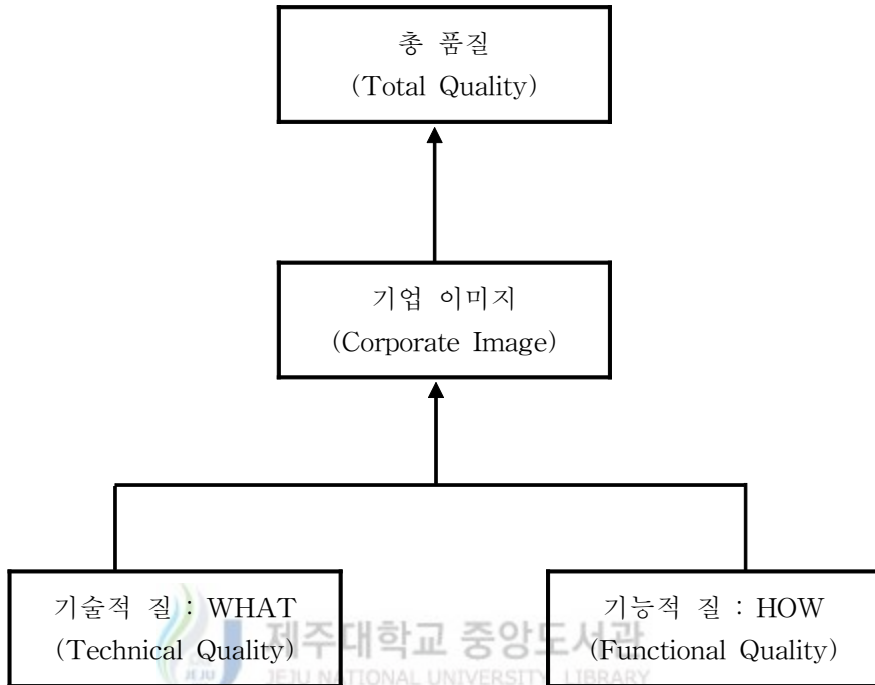 총 품질
(Total Quality)
기업 이미지
(Corporate Image)
기술적 질 : WHAT
(Technical Quality)
기능적 질 : HOW
(Functional Quality)
제주대학교 중앙도서관
JEJU NATIONAL UNIVERSITY LIBRARY
JEJU